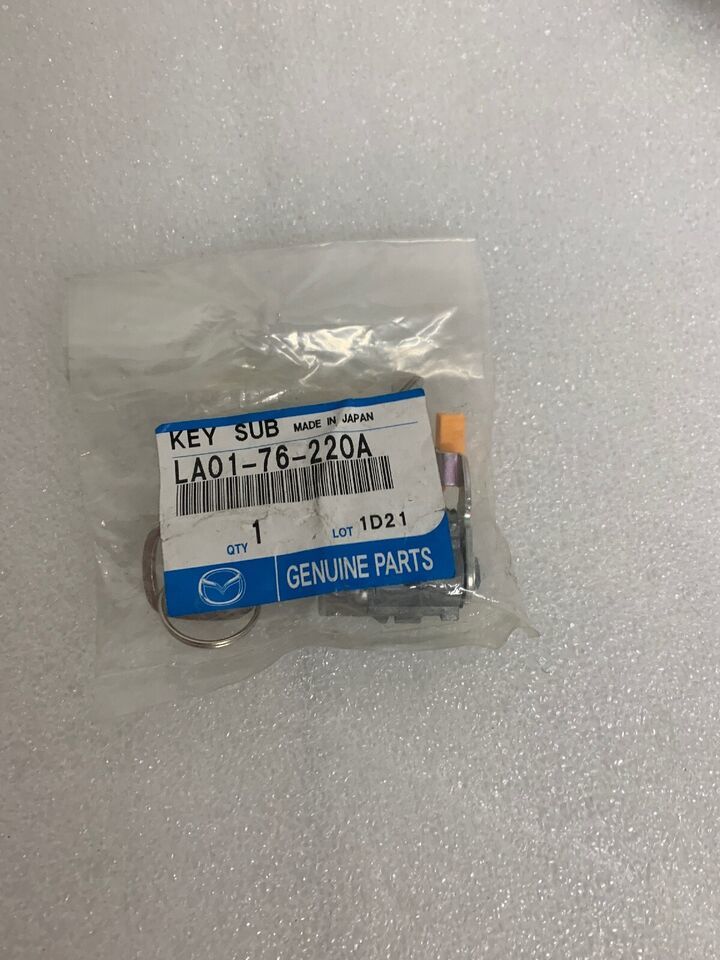 KEY SUB MADE IN JAPAN
LA01-76-220A
QTY 1 LOT 1D21
GENUINE PARTS